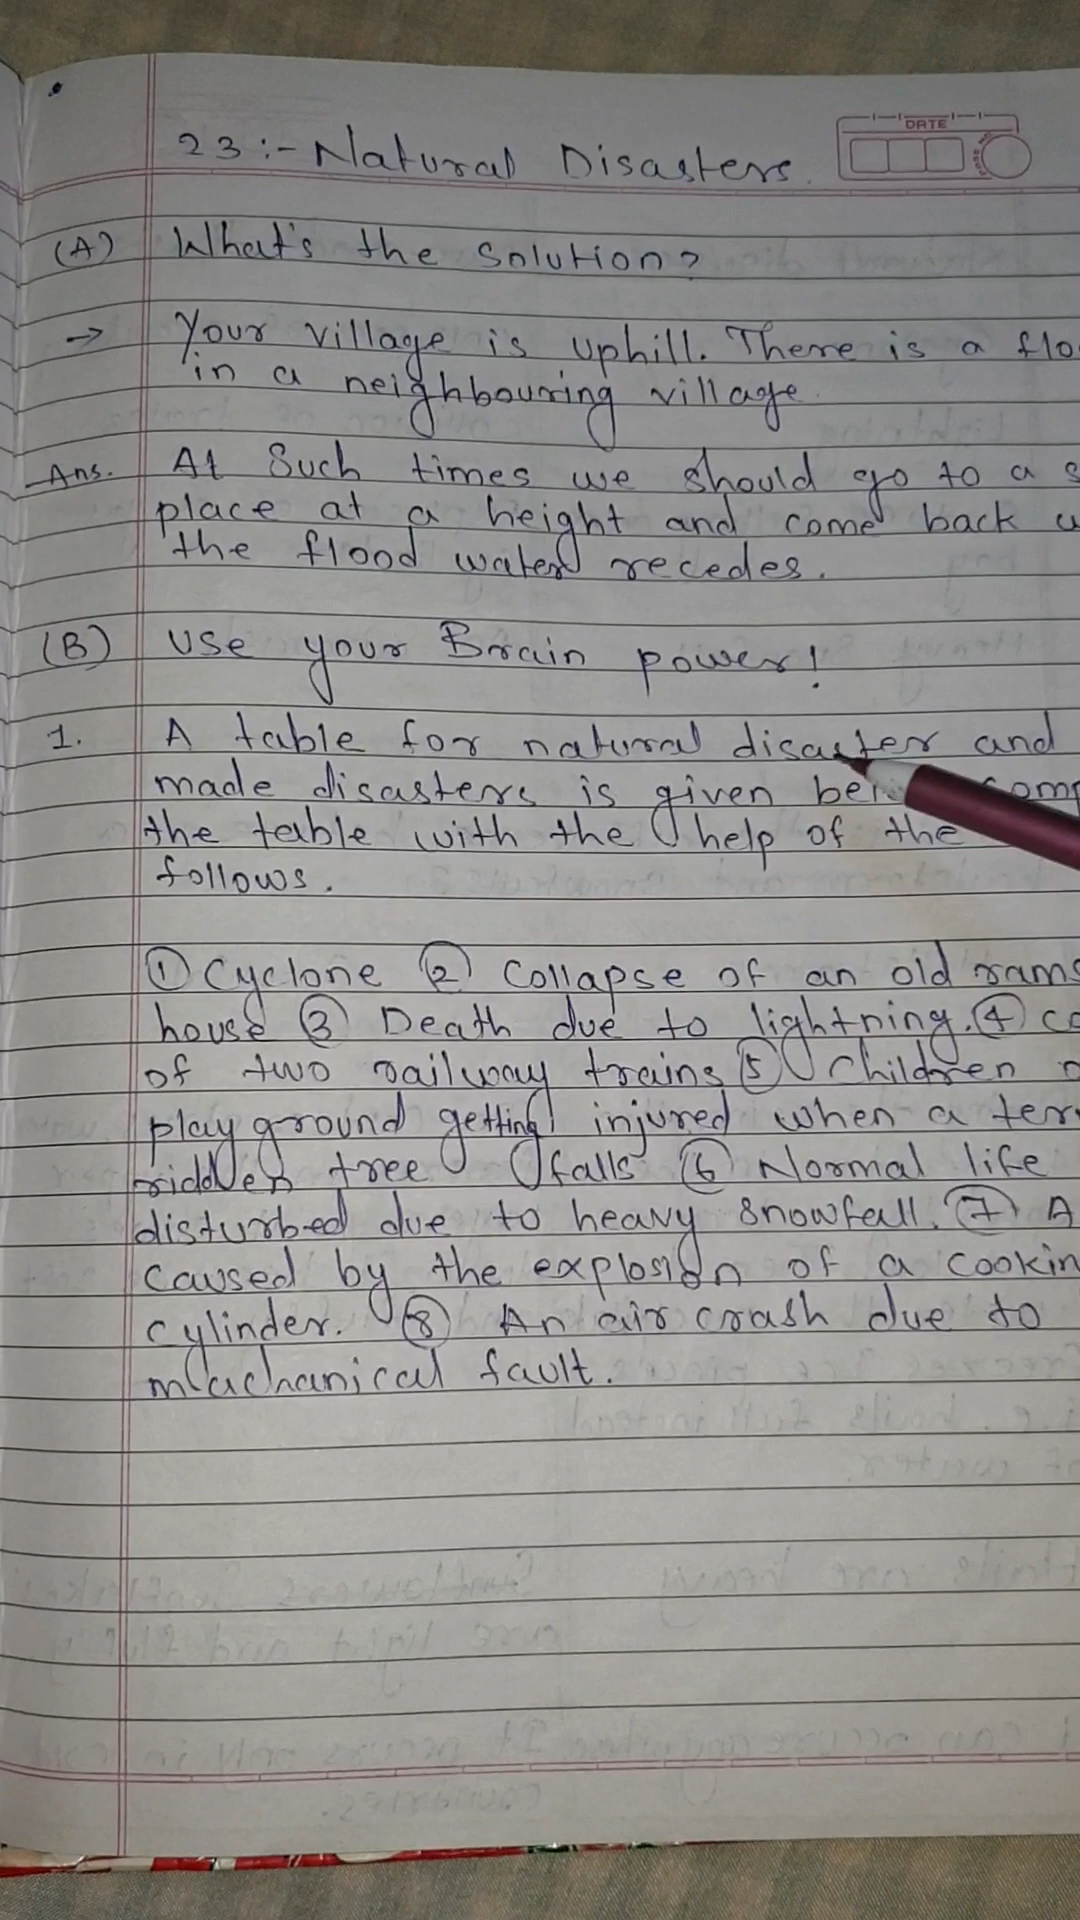 DATE
23:- Natural Disasters.
(A) What's the Solution?
→ Your village is uphill. There is a flo
in a neighbouring village
Ans. At Such times we should go to a s
place at a height and come back u
the flood water recedes.
(B) Use your Brain power!
1. A table for natural disaster and
made disasters is given com
the table with the help of the
follows.
① Cyclone ② Collapse of an old rams
house ③ Death due to lightning. ④ co
of two railway trains ⑤ Children o
play ground getting injured when a ter
ridden tree falls ⑥ Normal life
disturbed due to heavy snowfall. ⑦ A
caused by the explosion of a cookin
cylinder. ⑧ An air crash due to
machanical fault.